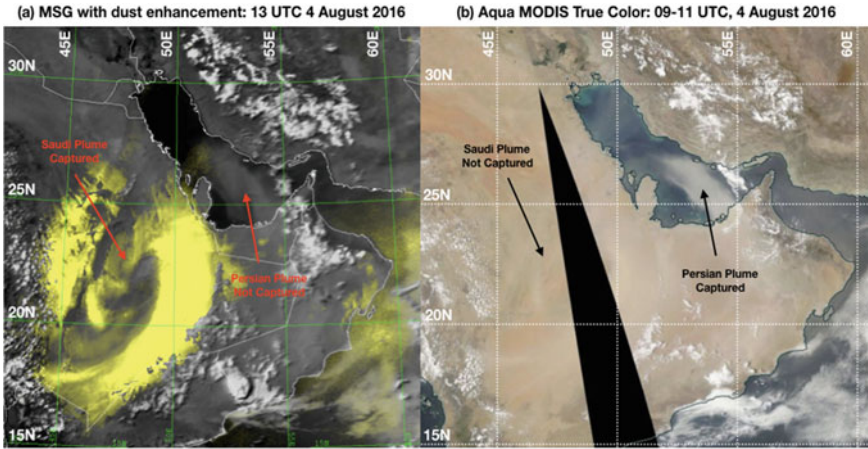 (a) MSG with dust enhancement: 13 UTC 4 August 2016
(b) Aqua MODIS True Color: 09-11 UTC, 4 August 2016
45E
50E
55E
60E
30N
25N
20N
15N
Saudi Plume
Captured
Persian Plume
Not Captured
45E
50E
55E
60E
30N
25N
20N
15N
Saudi Plume
Not Captured
Persian Plume
Captured